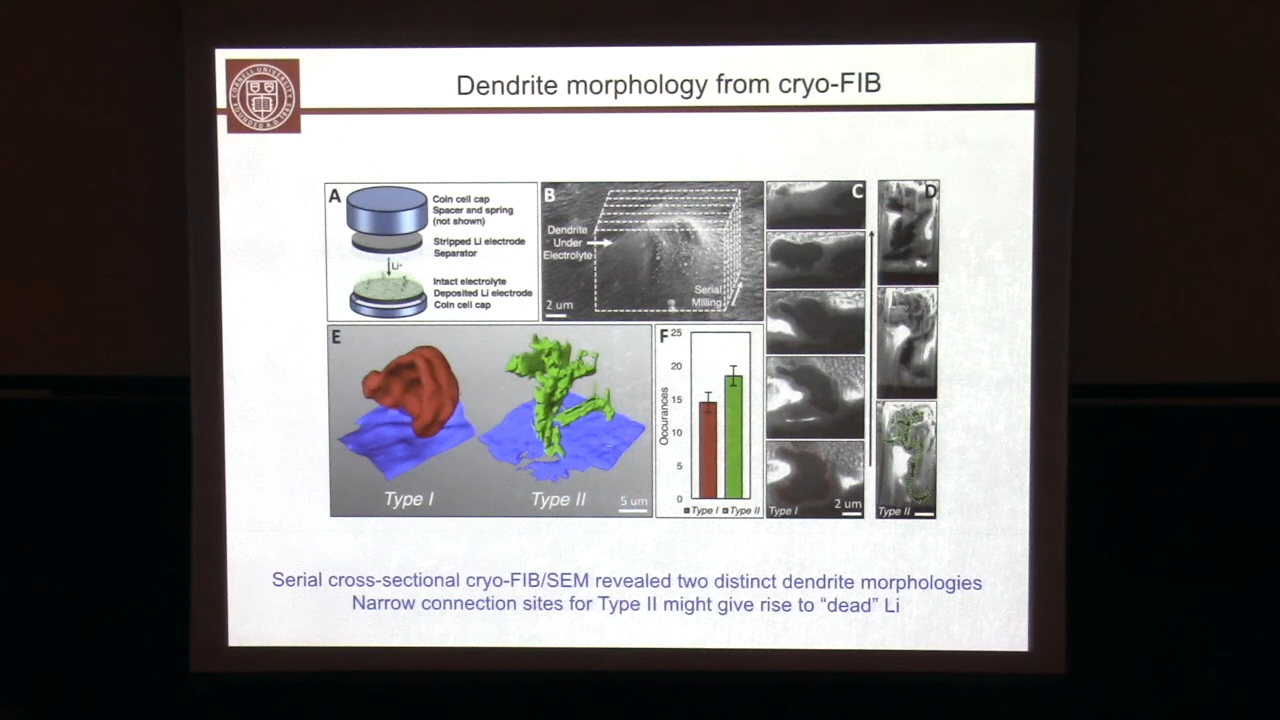 CORNELL UNIVERSITY
FOUNDED A.D. 1865
Dendrite morphology from cryo-FIB
A
Coin cell cap
Spacer and spring
(not shown)
Stripped Li electrode
Separator
Li+
Intact electrolyte
Deposited Li electrode
Coin cell cap
B
Dendrite
Under
Electrolyte
Serial
Milling
2 um
C
Type I
2 um
D
Type II
E
Type I
Type II
5 um
F
25
20
15
10
5
0
Occurances
Type I
Type II
Serial cross-sectional cryo-FIB/SEM revealed two distinct dendrite morphologies
Narrow connection sites for Type II might give rise to “dead” Li